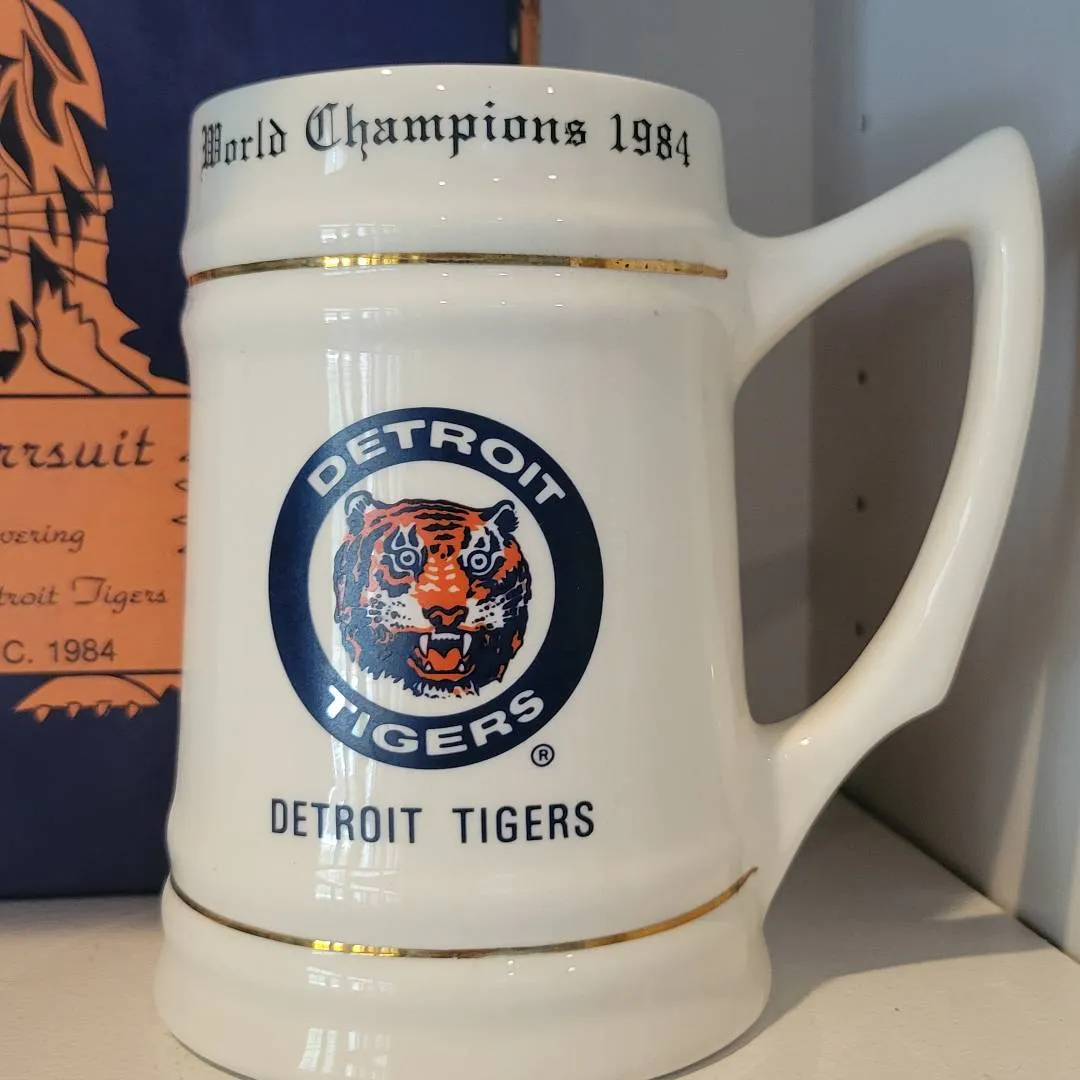 World Champions 1984
DETROIT
TIGERS
®
DETROIT TIGERS
rrsuit
vering
troit Tigers
C. 1984